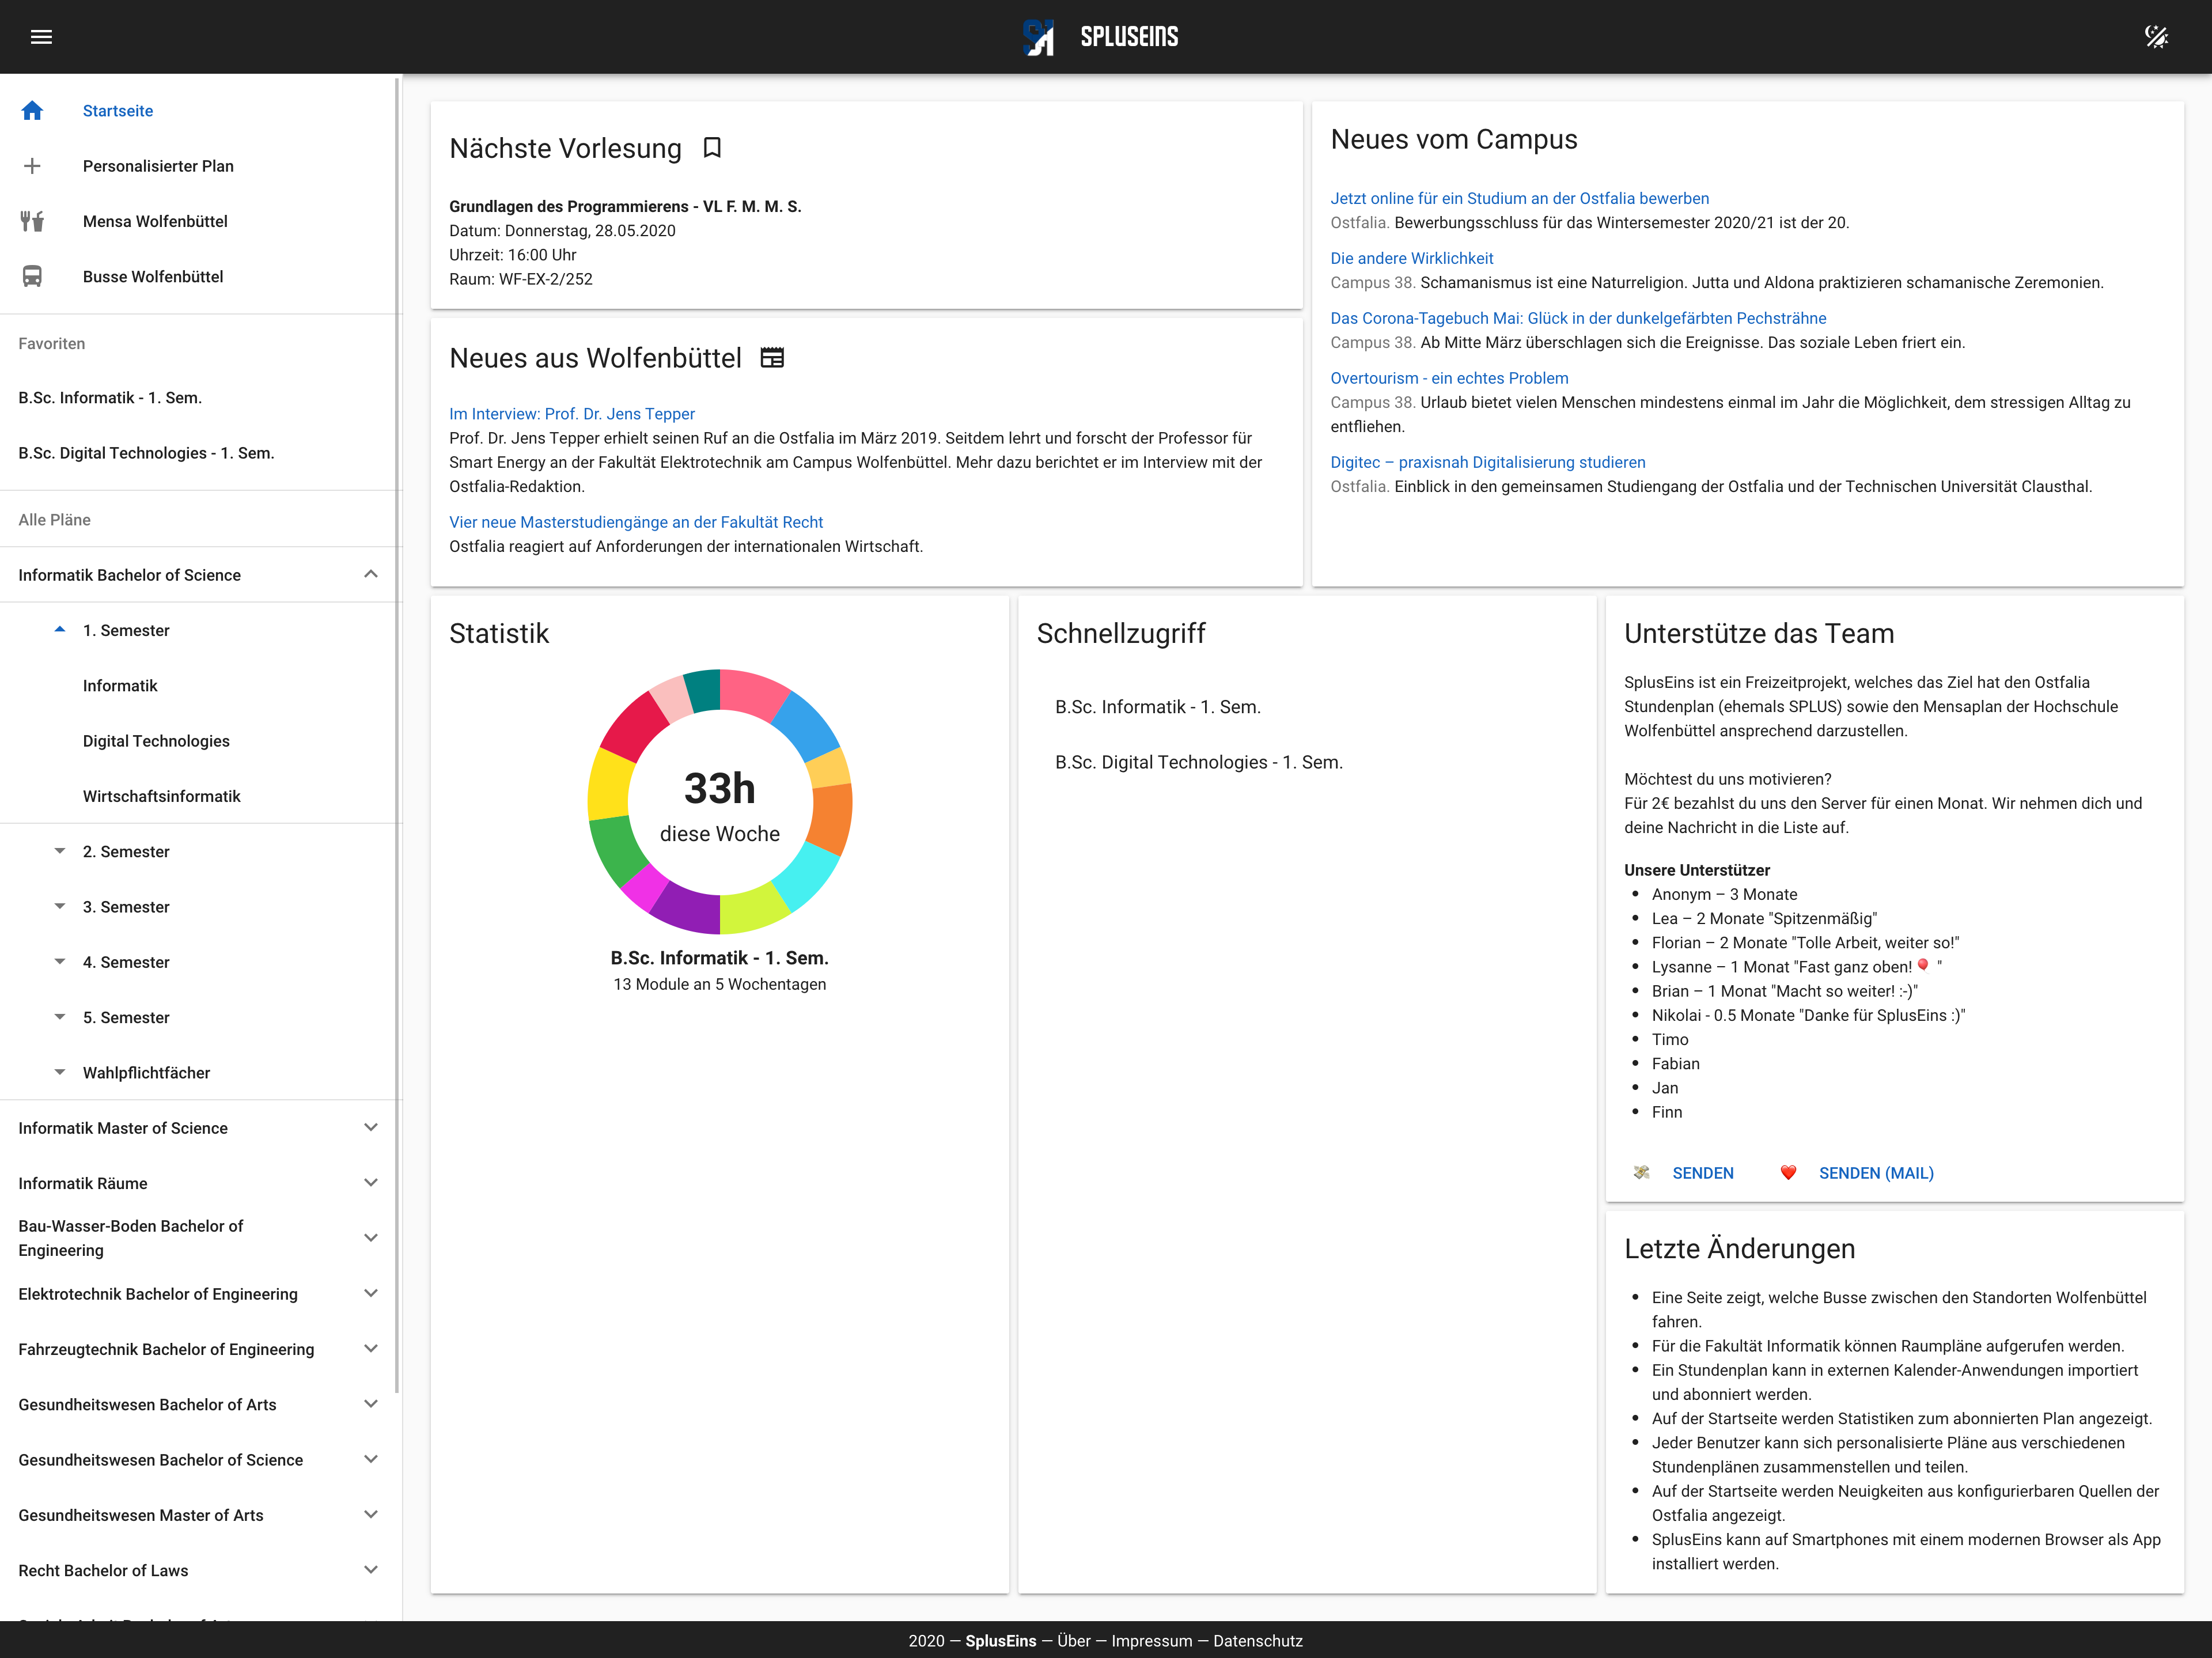 SPLUSEINS
Startseite
Personalisierter Plan
Mensa Wolfenbüttel
Busse Wolfenbüttel
Favoriten
B.Sc. Informatik - 1. Sem.
B.Sc. Digital Technologies - 1. Sem.
Alle Pläne
Informatik Bachelor of Science
1. Semester
Informatik
Digital Technologies
Wirtschaftsinformatik
2. Semester
3. Semester
4. Semester
5. Semester
Wahlpflichtfächer
Informatik Master of Science
Informatik Räume
Bau-Wasser-Boden Bachelor of
Engineering
Elektrotechnik Bachelor of Engineering
Fahrzeugtechnik Bachelor of Engineering
Gesundheitswesen Bachelor of Arts
Gesundheitswesen Bachelor of Science
Gesundheitswesen Master of Arts
Recht Bachelor of Laws
Nächste Vorlesung
Grundlagen des Programmierens - VL F. M. M. S.
Datum: Donnerstag, 28.05.2020
Uhrzeit: 16:00 Uhr
Raum: WF-EX-2/252
Neues aus Wolfenbüttel
Im Interview: Prof. Dr. Jens Tepper
Prof. Dr. Jens Tepper erhielt seinen Ruf an die Ostfalia im März 2019. Seitdem lehrt und forscht der Professor für
Smart Energy an der Fakultät Elektrotechnik am Campus Wolfenbüttel. Mehr dazu berichtet er im Interview mit der
Ostfalia-Redaktion.
Vier neue Masterstudiengänge an der Fakultät Recht
Ostfalia reagiert auf Anforderungen der internationalen Wirtschaft.
Neues vom Campus
Jetzt online für ein Studium an der Ostfalia bewerben
Ostfalia. Bewerbungsschluss für das Wintersemester 2020/21 ist der 20.
Die andere Wirklichkeit
Campus 38. Schamanismus ist eine Naturreligion. Jutta und Aldona praktizieren schamanische Zeremonien.
Das Corona-Tagebuch Mai: Glück in der dunkelgefärbten Pechsträhne
Campus 38. Ab Mitte März überschlagen sich die Ereignisse. Das soziale Leben friert ein.
Overtourism - ein echtes Problem
Campus 38. Urlaub bietet vielen Menschen mindestens einmal im Jahr die Möglichkeit, dem stressigen Alltag zu
entfliehen.
Digitec – praxisnah Digitalisierung studieren
Ostfalia. Einblick in den gemeinsamen Studiengang der Ostfalia und der Technischen Universität Clausthal.
Statistik
33h
diese Woche
B.Sc. Informatik - 1. Sem.
13 Module an 5 Wochentagen
Schnellzugriff
B.Sc. Informatik - 1. Sem.
B.Sc. Digital Technologies - 1. Sem.
Unterstütze das Team
SplusEins ist ein Freizeitprojekt, welches das Ziel hat den Ostfalia
Stundenplan (ehemals SPLUS) sowie den Mensaplan der Hochschule
Wolfenbüttel ansprechend darzustellen.
Möchtest du uns motivieren?
Für 2€ bezahlst du uns den Server für einen Monat. Wir nehmen dich und
deine Nachricht in die Liste auf.
Unsere Unterstützer
• Anonym – 3 Monate
• Lea – 2 Monate "Spitzenmäßig"
• Florian – 2 Monate "Tolle Arbeit, weiter so!"
• Lysanne – 1 Monat "Fast ganz oben!🎈 "
• Brian – 1 Monat "Macht so weiter! :-)"
• Nikolai - 0.5 Monate "Danke für SplusEins :)"
• Timo
• Fabian
• Jan
• Finn
💸 SENDEN ❤️ SENDEN (MAIL)
Letzte Änderungen
• Eine Seite zeigt, welche Busse zwischen den Standorten Wolfenbüttel
fahren.
• Für die Fakultät Informatik können Raumpläne aufgerufen werden.
• Ein Stundenplan kann in externen Kalender-Anwendungen importiert
und abonniert werden.
• Auf der Startseite werden Statistiken zum abonnierten Plan angezeigt.
• Jeder Benutzer kann sich personalisierte Pläne aus verschiedenen
Stundenplänen zusammenstellen und teilen.
• Auf der Startseite werden Neuigkeiten aus konfigurierbaren Quellen der
Ostfalia angezeigt.
• SplusEins kann auf Smartphones mit einem modernen Browser als App
installiert werden.
2020 — SplusEins — Über — Impressum — Datenschutz